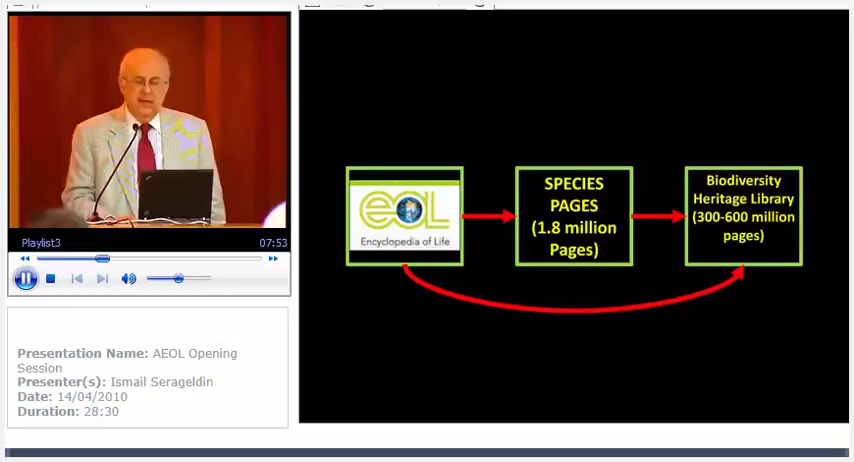 Playlist3 07:53
Presentation Name: AEOL Opening
Session
Presenter(s): Ismail Serageldin
Date: 14/04/2010
Duration: 28:30
eol
Encyclopedia of Life
SPECIES
PAGES
(1.8 million
Pages)
Biodiversity
Heritage Library
(300-600 million
pages)